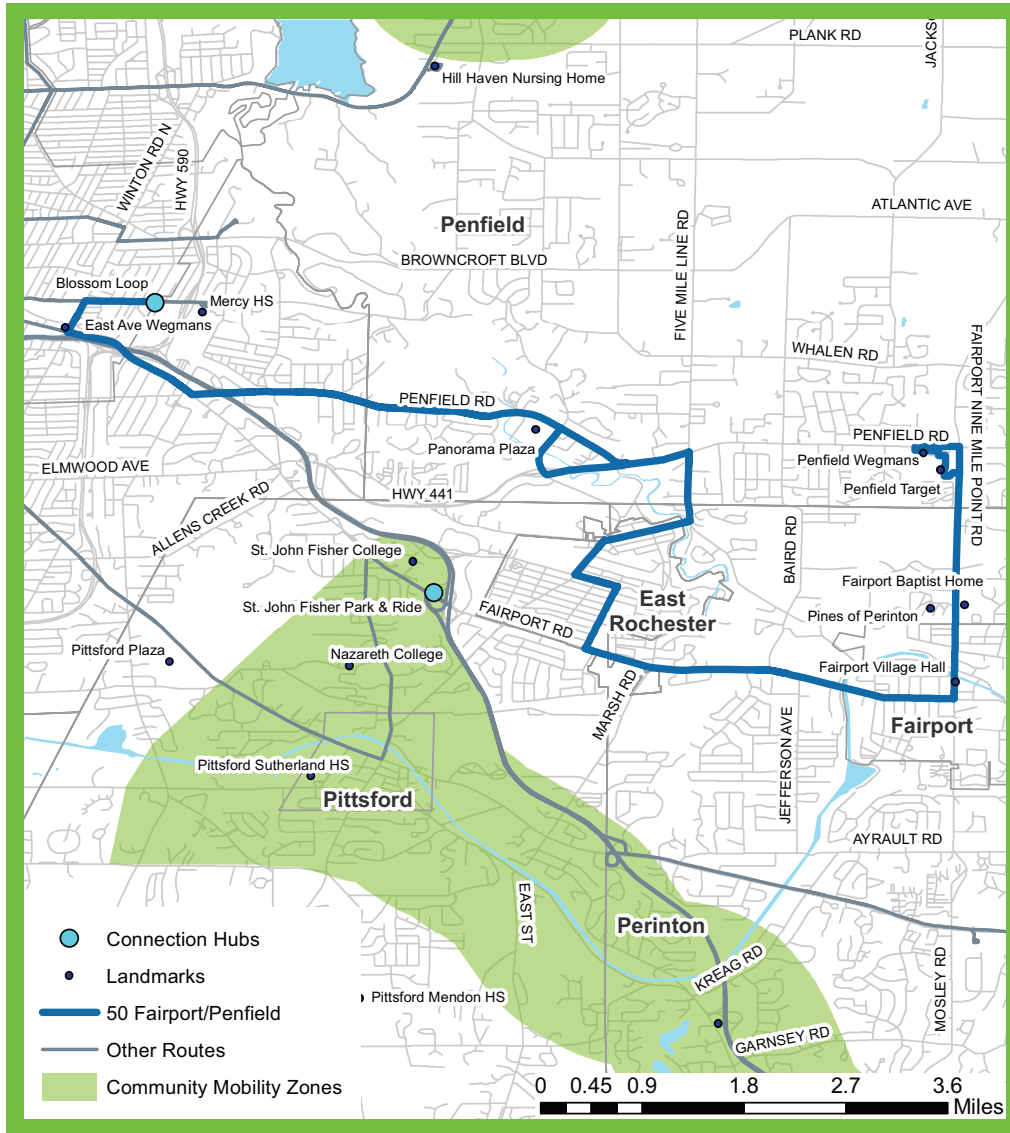 PLANK RD
JACKS
Hill Haven Nursing Home
WINTON RD N
HWY 590
ATLANTIC AVE
Penfield
FIVE MILE LINE RD
BROWNCROFT BLVD
Blossom Loop
Mercy HS
East Ave Wegmans
FAIRPORT NINE MILE POINT RD
WHALEN RD
PENFIELD RD
PENFIELD RD
Panorama Plaza
Penfield Wegmans
ELMWOOD AVE
HWY 441
Penfield Target
ALLENS CREEK RD
BAIRD RD
St. John Fisher College
Fairport Baptist Home
St. John Fisher Park & Ride
East
Rochester
Pines of Perinton
FAIRPORT RD
Pittsford Plaza
Nazareth College
Fairport Village Hall
MARSH RD
Fairport
JEFFERSON AVE
Pittsford Sutherland HS
Pittsford
AYRAULT RD
EAST ST
Perinton
Connection Hubs
KREAG RD
MOSLEY RD
Landmarks
Pittsford Mendon HS
50 Fairport/Penfield
GARNSEY RD
Other Routes
Community Mobility Zones
0 0.45 0.9 1.8 2.7 3.6
Miles